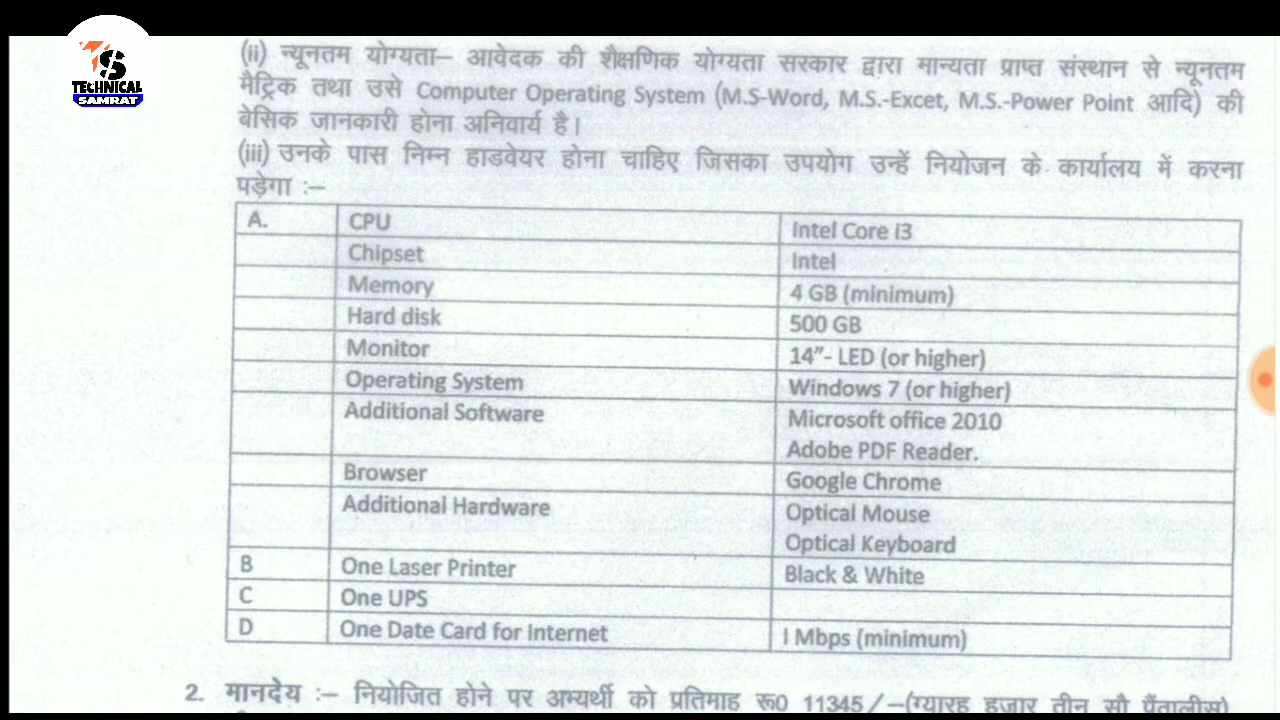 TECHNICAL
SAMRAT
(ii) न्यूनतम योग्यता– आवेदक की शैक्षणिक योग्यता सरकार द्वारा मान्यता प्राप्त संस्थान से न्यूनतम
मैट्रिक तथा उसे Computer Operating System (M.S-Word, M.S.-Excet, M.S.-Power Point आदि) की
बेसिक जानकारी होना अनिवार्य है।
(iii) उनके पास निम्न हाडवेयर होना चाहिए जिसका उपयोग उन्हें नियोजन के कार्यालय में करना
पड़ेगा :–
A. CPU Intel Core i3
Chipset Intel
Memory 4 GB (minimum)
Hard disk 500 GB
Monitor 14”- LED (or higher)
Operating System Windows 7 (or higher)
Additional Software Microsoft office 2010
Adobe PDF Reader.
Browser Google Chrome
Additional Hardware Optical Mouse
Optical Keyboard
B One Laser Printer Black & White
C One UPS
D One Date Card for Internet I Mbps (minimum)
2. मानदेय :– नियोजित होने पर अभ्यर्थी को प्रतिमाह रू0 11345/–(ग्यारह हजार तीन सौ पैंतालीस)